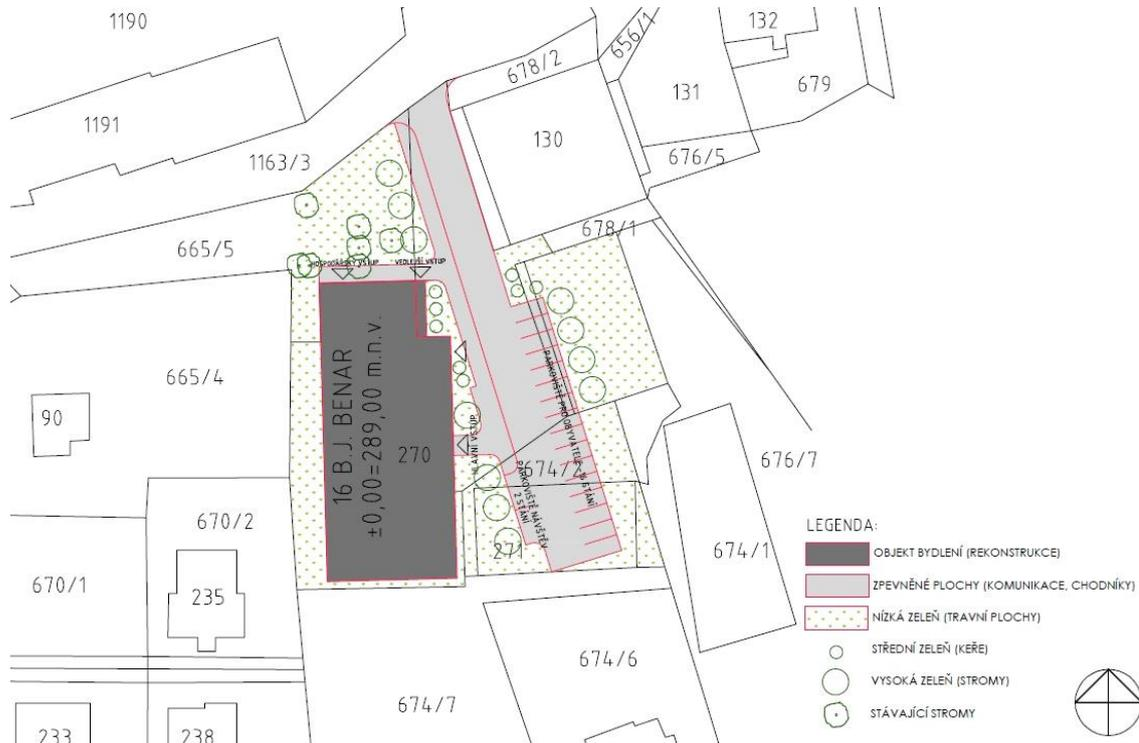 1190
132
656/1
678/2
679
131
1191
130
1163/3
676/5
665/5
678/1
HOSPODÁŘSKÝ VSTUP
VEDLEJŠÍ VSTUP
16 B.J. BENAR
±0,00=289,00 m.n.v.
270
665/4
90
HLAVNÍ VSTUP
PARKOVIŠTĚ PRO OBYVATELE
STÁNÍ
PARKOVIŠTĚ NÁVŠTĚV
2 STÁNÍ
676/7
670/2
271
674/1
670/1
235
674/6
674/7
233
238
LEGENDA:
OBJEKT BYDLENÍ (REKONSTRUKCE)
ZPEVNĚNÉ PLOCHY (KOMUNIKACE, CHODNÍKY)
NÍZKÁ ZELEŇ (TRAVNÍ PLOCHY)
STŘEDNÍ ZELEŇ (KEŘE)
VYSOKÁ ZELEŇ (STROMY)
STÁVAJÍCÍ STROMY